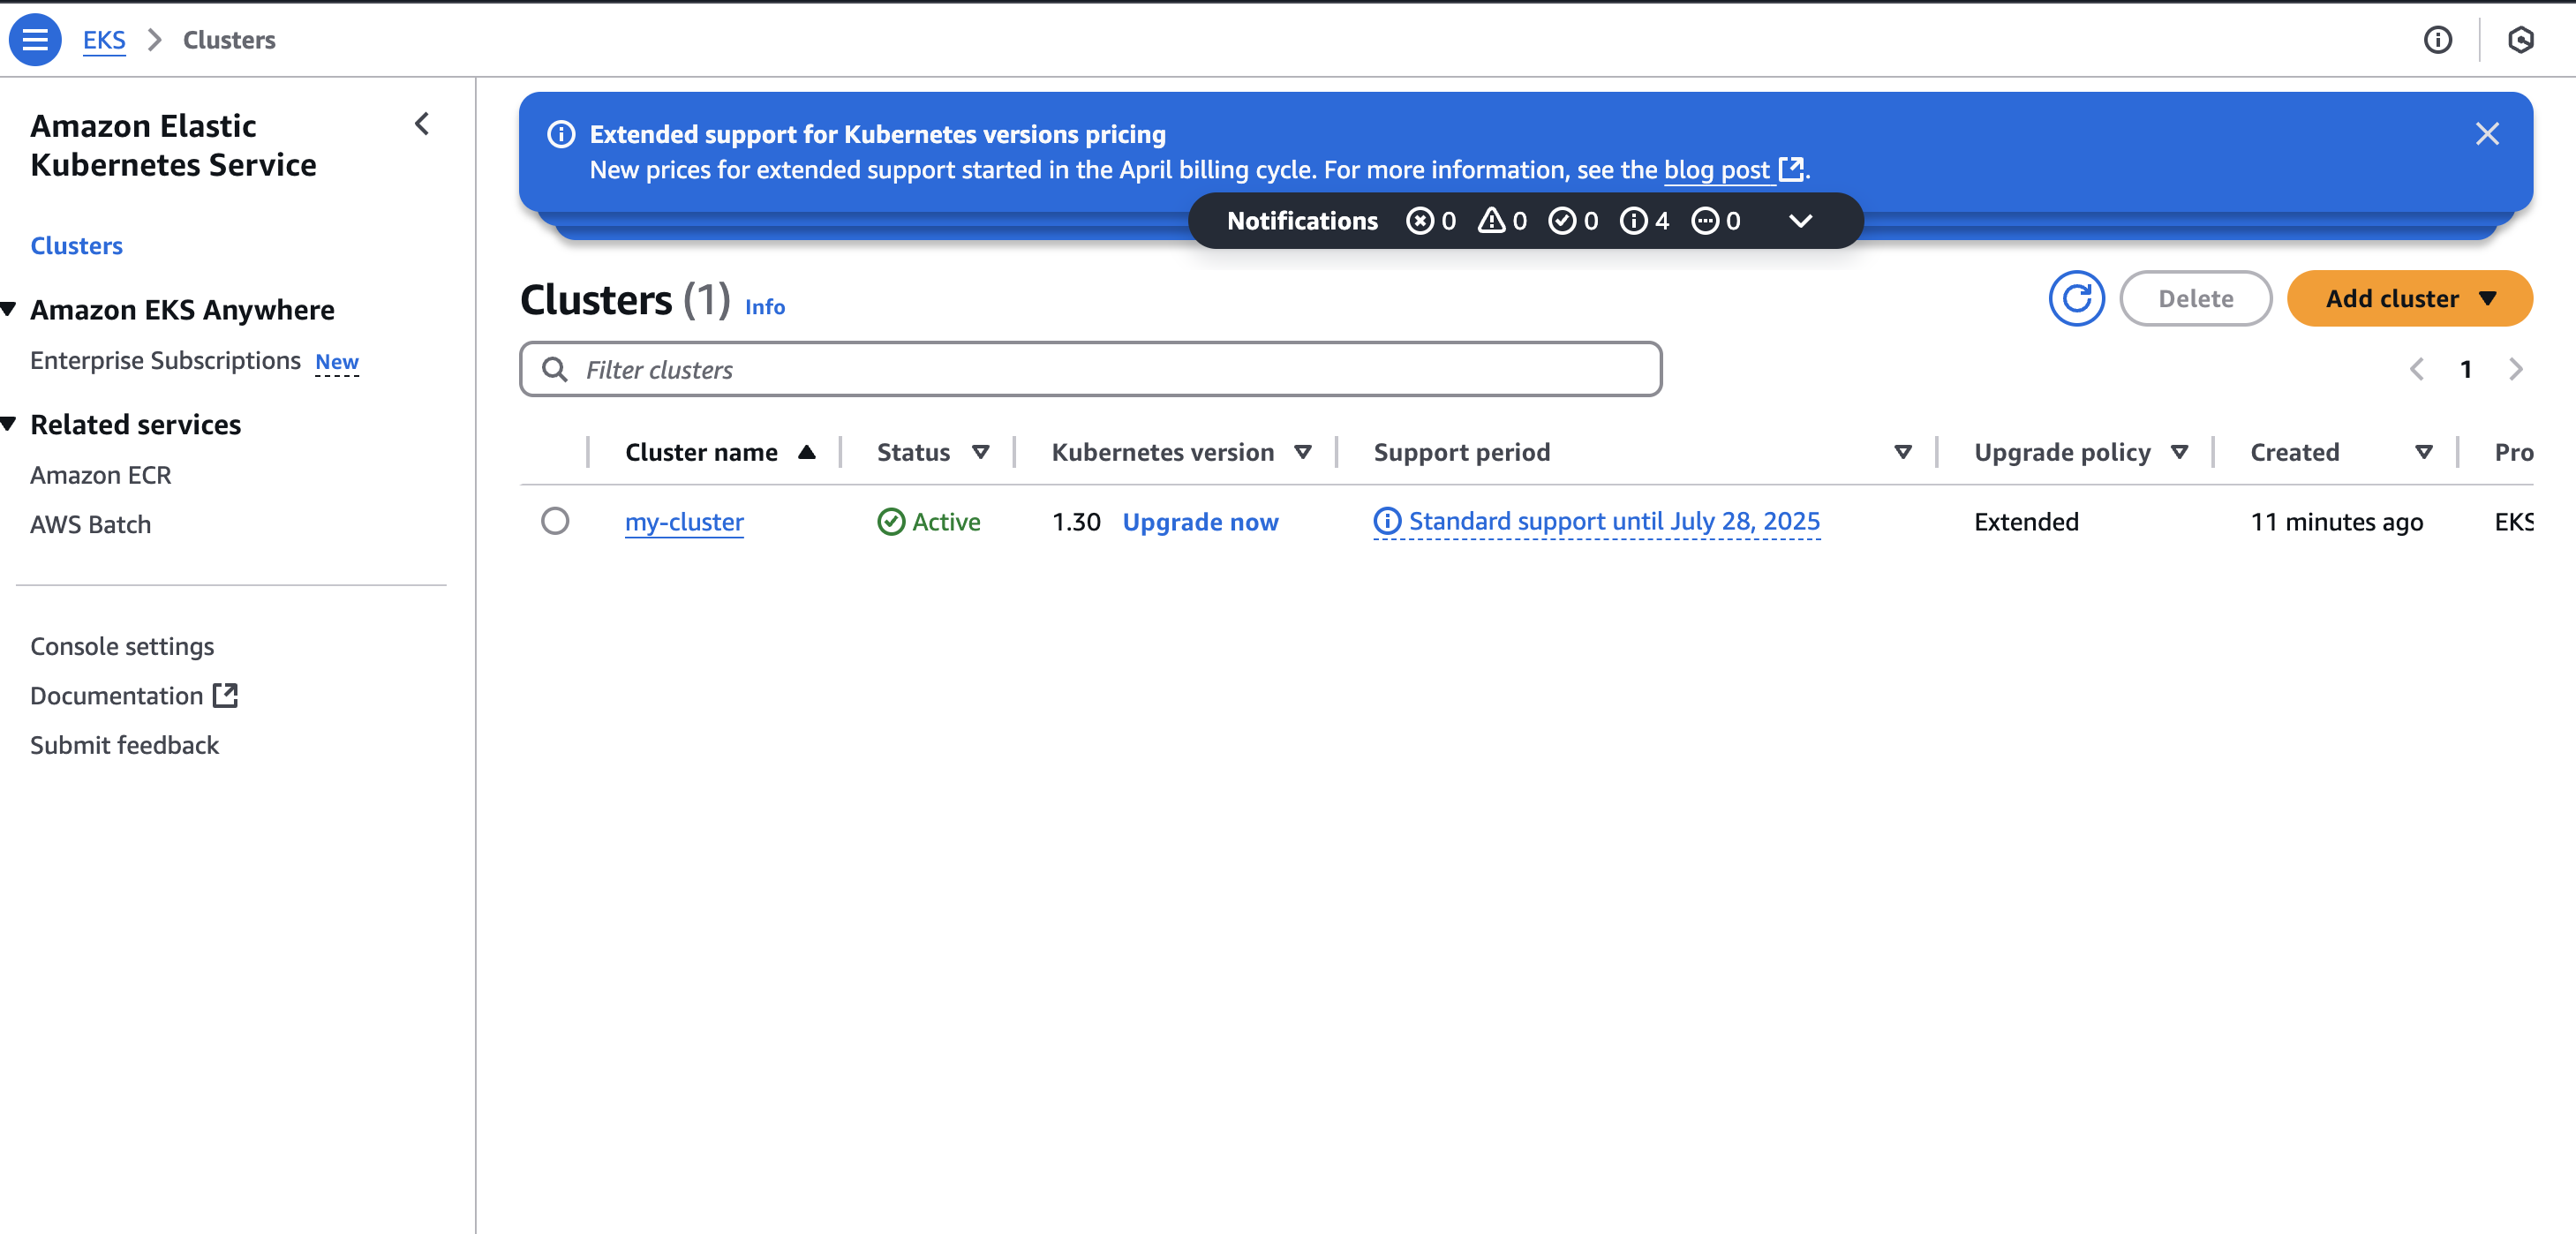 EKS > Clusters
Amazon Elastic
Kubernetes Service
Clusters
Amazon EKS Anywhere
Enterprise Subscriptions New
Related services
Amazon ECR
AWS Batch
Console settings
Documentation
Submit feedback
Extended support for Kubernetes versions pricing
New prices for extended support started in the April billing cycle. For more information, see the blog post.
Notifications 0 0 0 4 0
Clusters (1) Info
Delete
Add cluster
Filter clusters
1
Cluster name Status Kubernetes version Support period Upgrade policy Created Pro
my-cluster Active 1.30 Upgrade now Standard support until July 28, 2025 Extended 11 minutes ago EKS